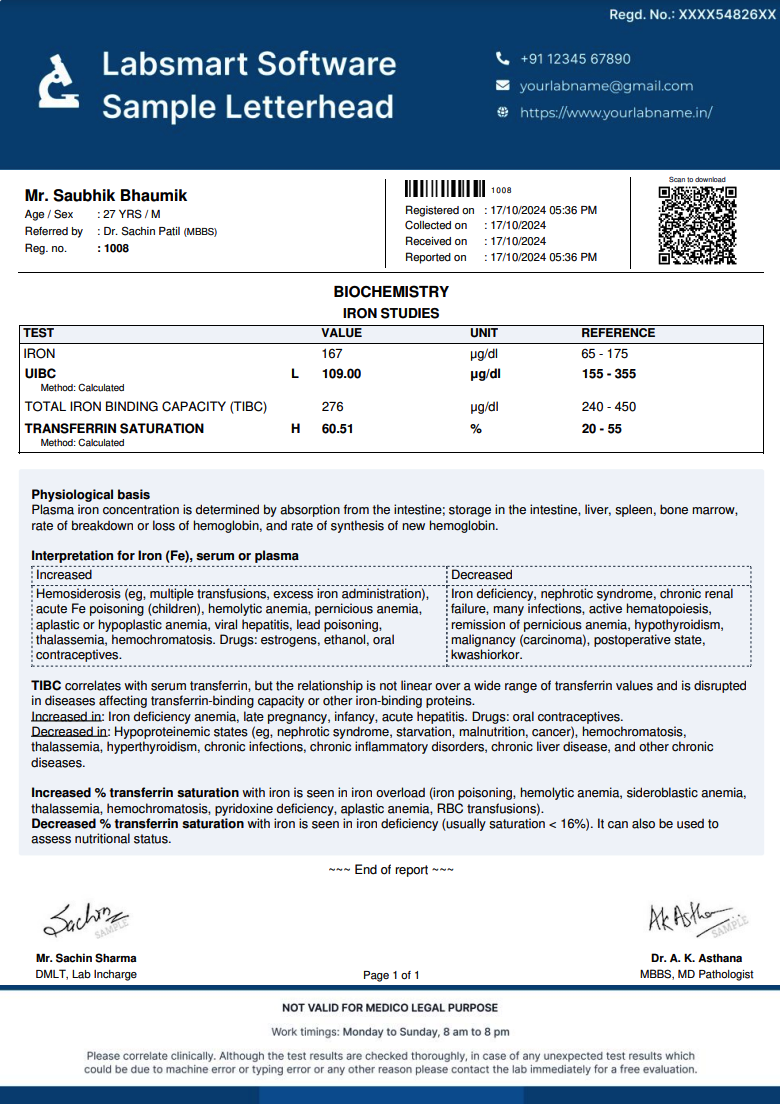 Regd. No.: XXXX54826XX
Labsmart Software
Sample Letterhead
+91 12345 67890
yourlabname@gmail.com
https://www.yourlabname.in/
Mr. Saubhik Bhaumik
Age / Sex : 27 YRS / M
Referred by : Dr. Sachin Patil (MBBS)
Reg. no. : 1008
1008
Registered on : 17/10/2024 05:36 PM
Collected on : 17/10/2024
Received on : 17/10/2024
Reported on : 17/10/2024 05:36 PM
Scan to download
BIOCHEMISTRY
IRON STUDIES
TEST VALUE UNIT REFERENCE
IRON 167 µg/dl 65 - 175
UIBC L 109.00 µg/dl 155 - 355
Method: Calculated
TOTAL IRON BINDING CAPACITY (TIBC) 276 µg/dl 240 - 450
TRANSFERRIN SATURATION H 60.51 % 20 - 55
Method: Calculated
Physiological basis
Plasma iron concentration is determined by absorption from the intestine; storage in the intestine, liver, spleen, bone marrow,
rate of breakdown or loss of hemoglobin, and rate of synthesis of new hemoglobin.
Interpretation for Iron (Fe), serum or plasma
Increased
Hemosiderosis (eg, multiple transfusions, excess iron administration),
acute Fe poisoning (children), hemolytic anemia, pernicious anemia,
aplastic or hypoplastic anemia, viral hepatitis, lead poisoning,
thalassemia, hemochromatosis. Drugs: estrogens, ethanol, oral
contraceptives.
Decreased
Iron deficiency, nephrotic syndrome, chronic renal
failure, many infections, active hematopoiesis,
remission of pernicious anemia, hypothyroidism,
malignancy (carcinoma), postoperative state,
kwashiorkor.
TIBC correlates with serum transferrin, but the relationship is not linear over a wide range of transferrin values and is disrupted
in diseases affecting transferrin-binding capacity or other iron-binding proteins.
Increased in: Iron deficiency anemia, late pregnancy, infancy, acute hepatitis. Drugs: oral contraceptives.
Decreased in: Hypoproteinemic states (eg, nephrotic syndrome, starvation, malnutrition, cancer), hemochromatosis,
thalassemia, hyperthyroidism, chronic infections, chronic inflammatory disorders, chronic liver disease, and other chronic
diseases.
Increased % transferrin saturation with iron is seen in iron overload (iron poisoning, hemolytic anemia, sideroblastic anemia,
thalassemia, hemochromatosis, pyridoxine deficiency, aplastic anemia, RBC transfusions).
Decreased % transferrin saturation with iron is seen in iron deficiency (usually saturation < 16%). It can also be used to
assess nutritional status.
~~~ End of report ~~~
Sachin
SAMPLE
Mr. Sachin Sharma
DMLT, Lab Incharge
Page 1 of 1
AK Asthana
SAMPLE
Dr. A. K. Asthana
MBBS, MD Pathologist
NOT VALID FOR MEDICO LEGAL PURPOSE
Work timings: Monday to Sunday, 8 am to 8 pm
Please correlate clinically. Although the test results are checked thoroughly, in case of any unexpected test results which
could be due to machine error or typing error or any other reason please contact the lab immediately for a free evaluation.